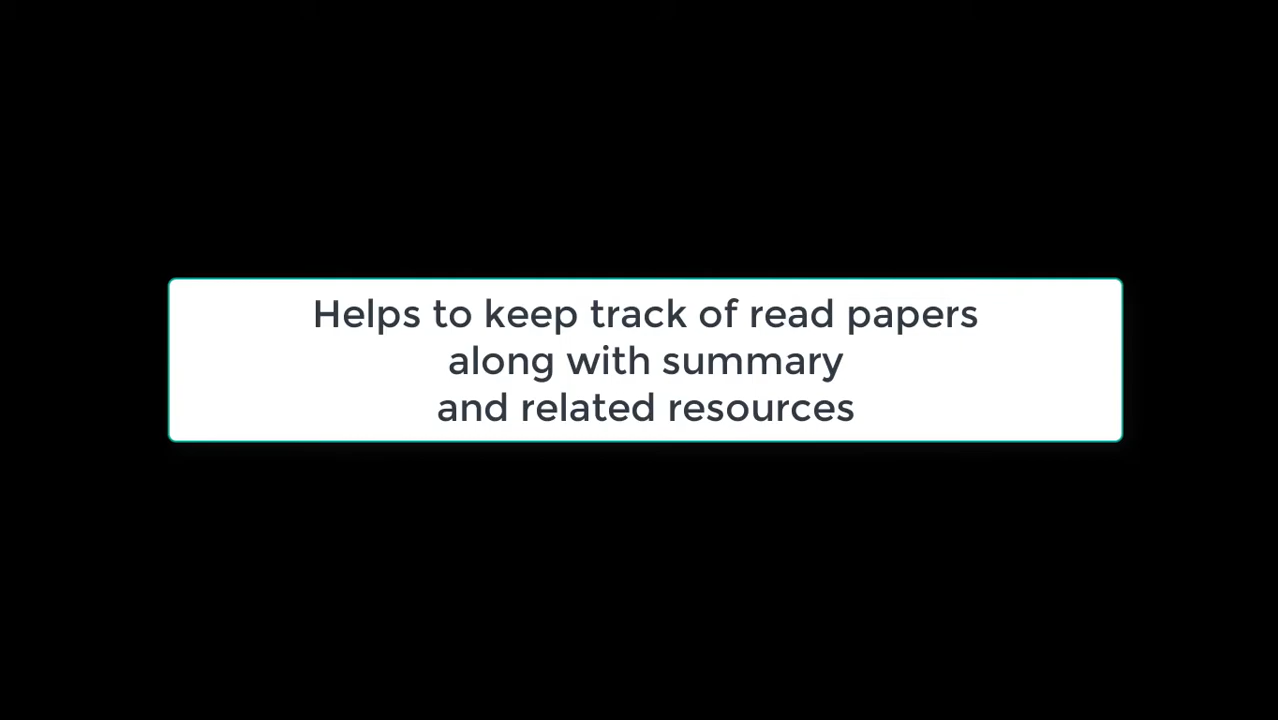 Helps to keep track of read papers
along with summary
and related resources